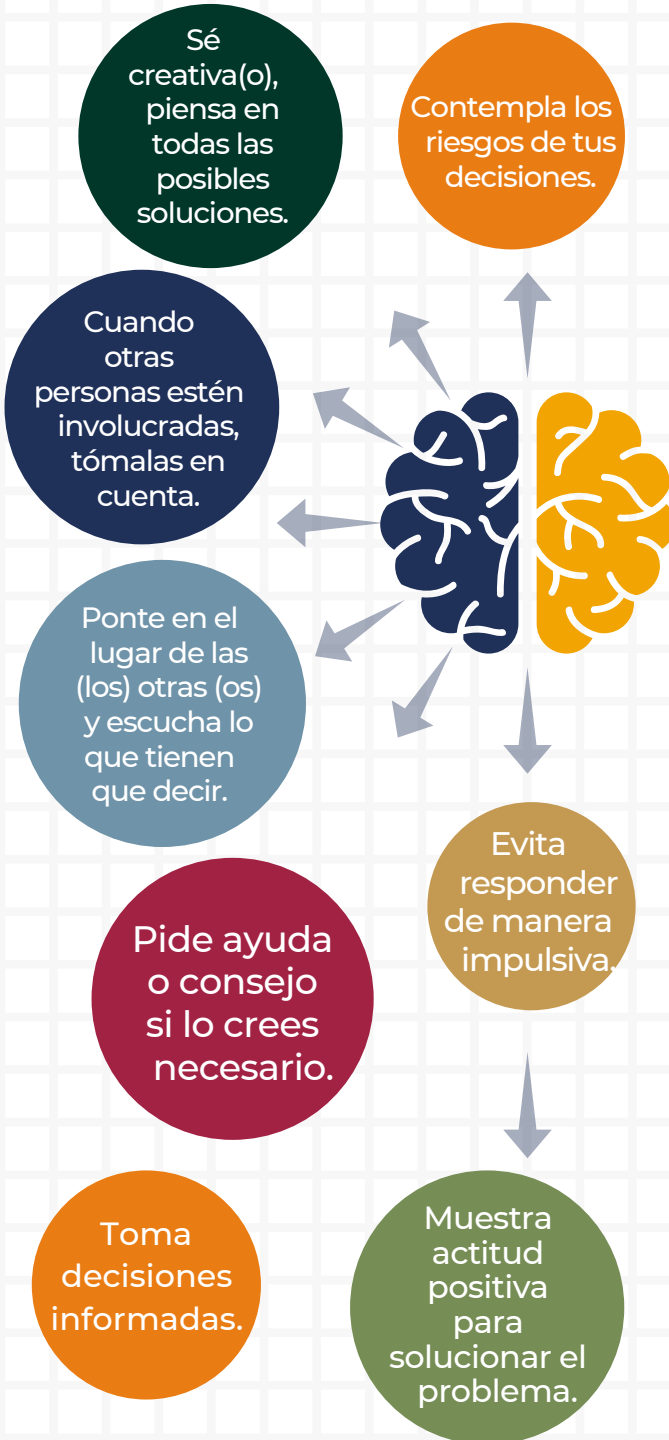 Sé
creativa(o),
piensa en
todas las
posibles
soluciones.
Contempla los
riesgos de tus
decisiones.
Cuando
otras
personas estén
involucradas,
tómalas en
cuenta.
Ponte en el
lugar de las
(los) otras (os)
y escucha lo
que tienen
que decir.
Evita
responder
de manera
impulsiva.
Pide ayuda
o consejo
si lo crees
necesario.
Toma
decisiones
informadas.
Muestra
actitud
positiva
para
solucionar el
problema.